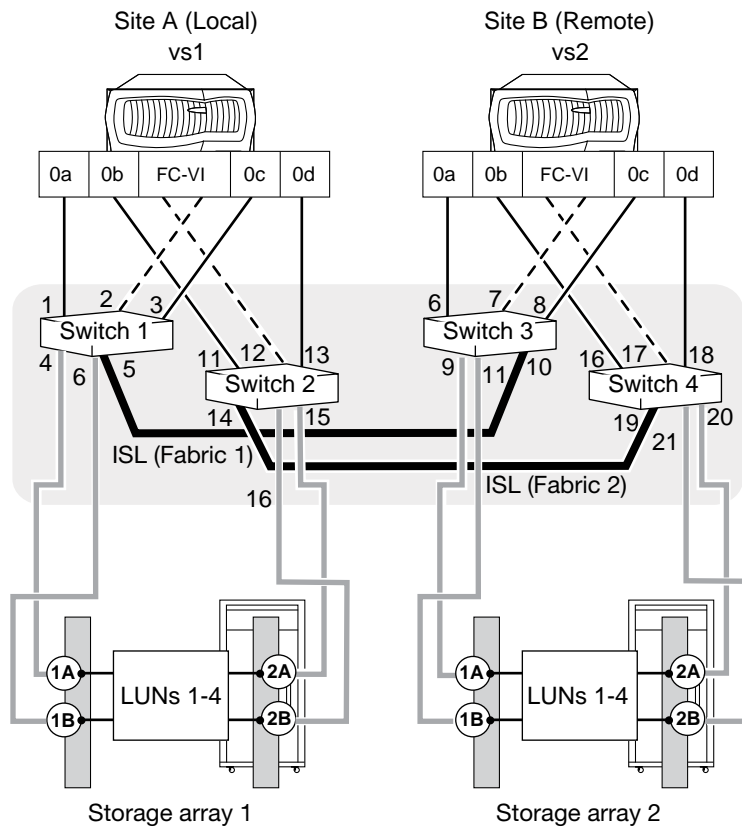 Site A (Local)
vs1
Site B (Remote)
vs2
0a 0b FC-VI 0c 0d
0a 0b FC-VI 0c 0d
1 2 3
Switch 1
4 6 5
11 12 13
Switch 2
14 15
16
6 7 8
Switch 3
9 11 10
16 17 18
Switch 4
19 21 20
ISL (Fabric 1)
ISL (Fabric 2)
1A 2A
LUNs 1-4
1B 2B
Storage array 1
1A 2A
LUNs 1-4
1B 2B
Storage array 2